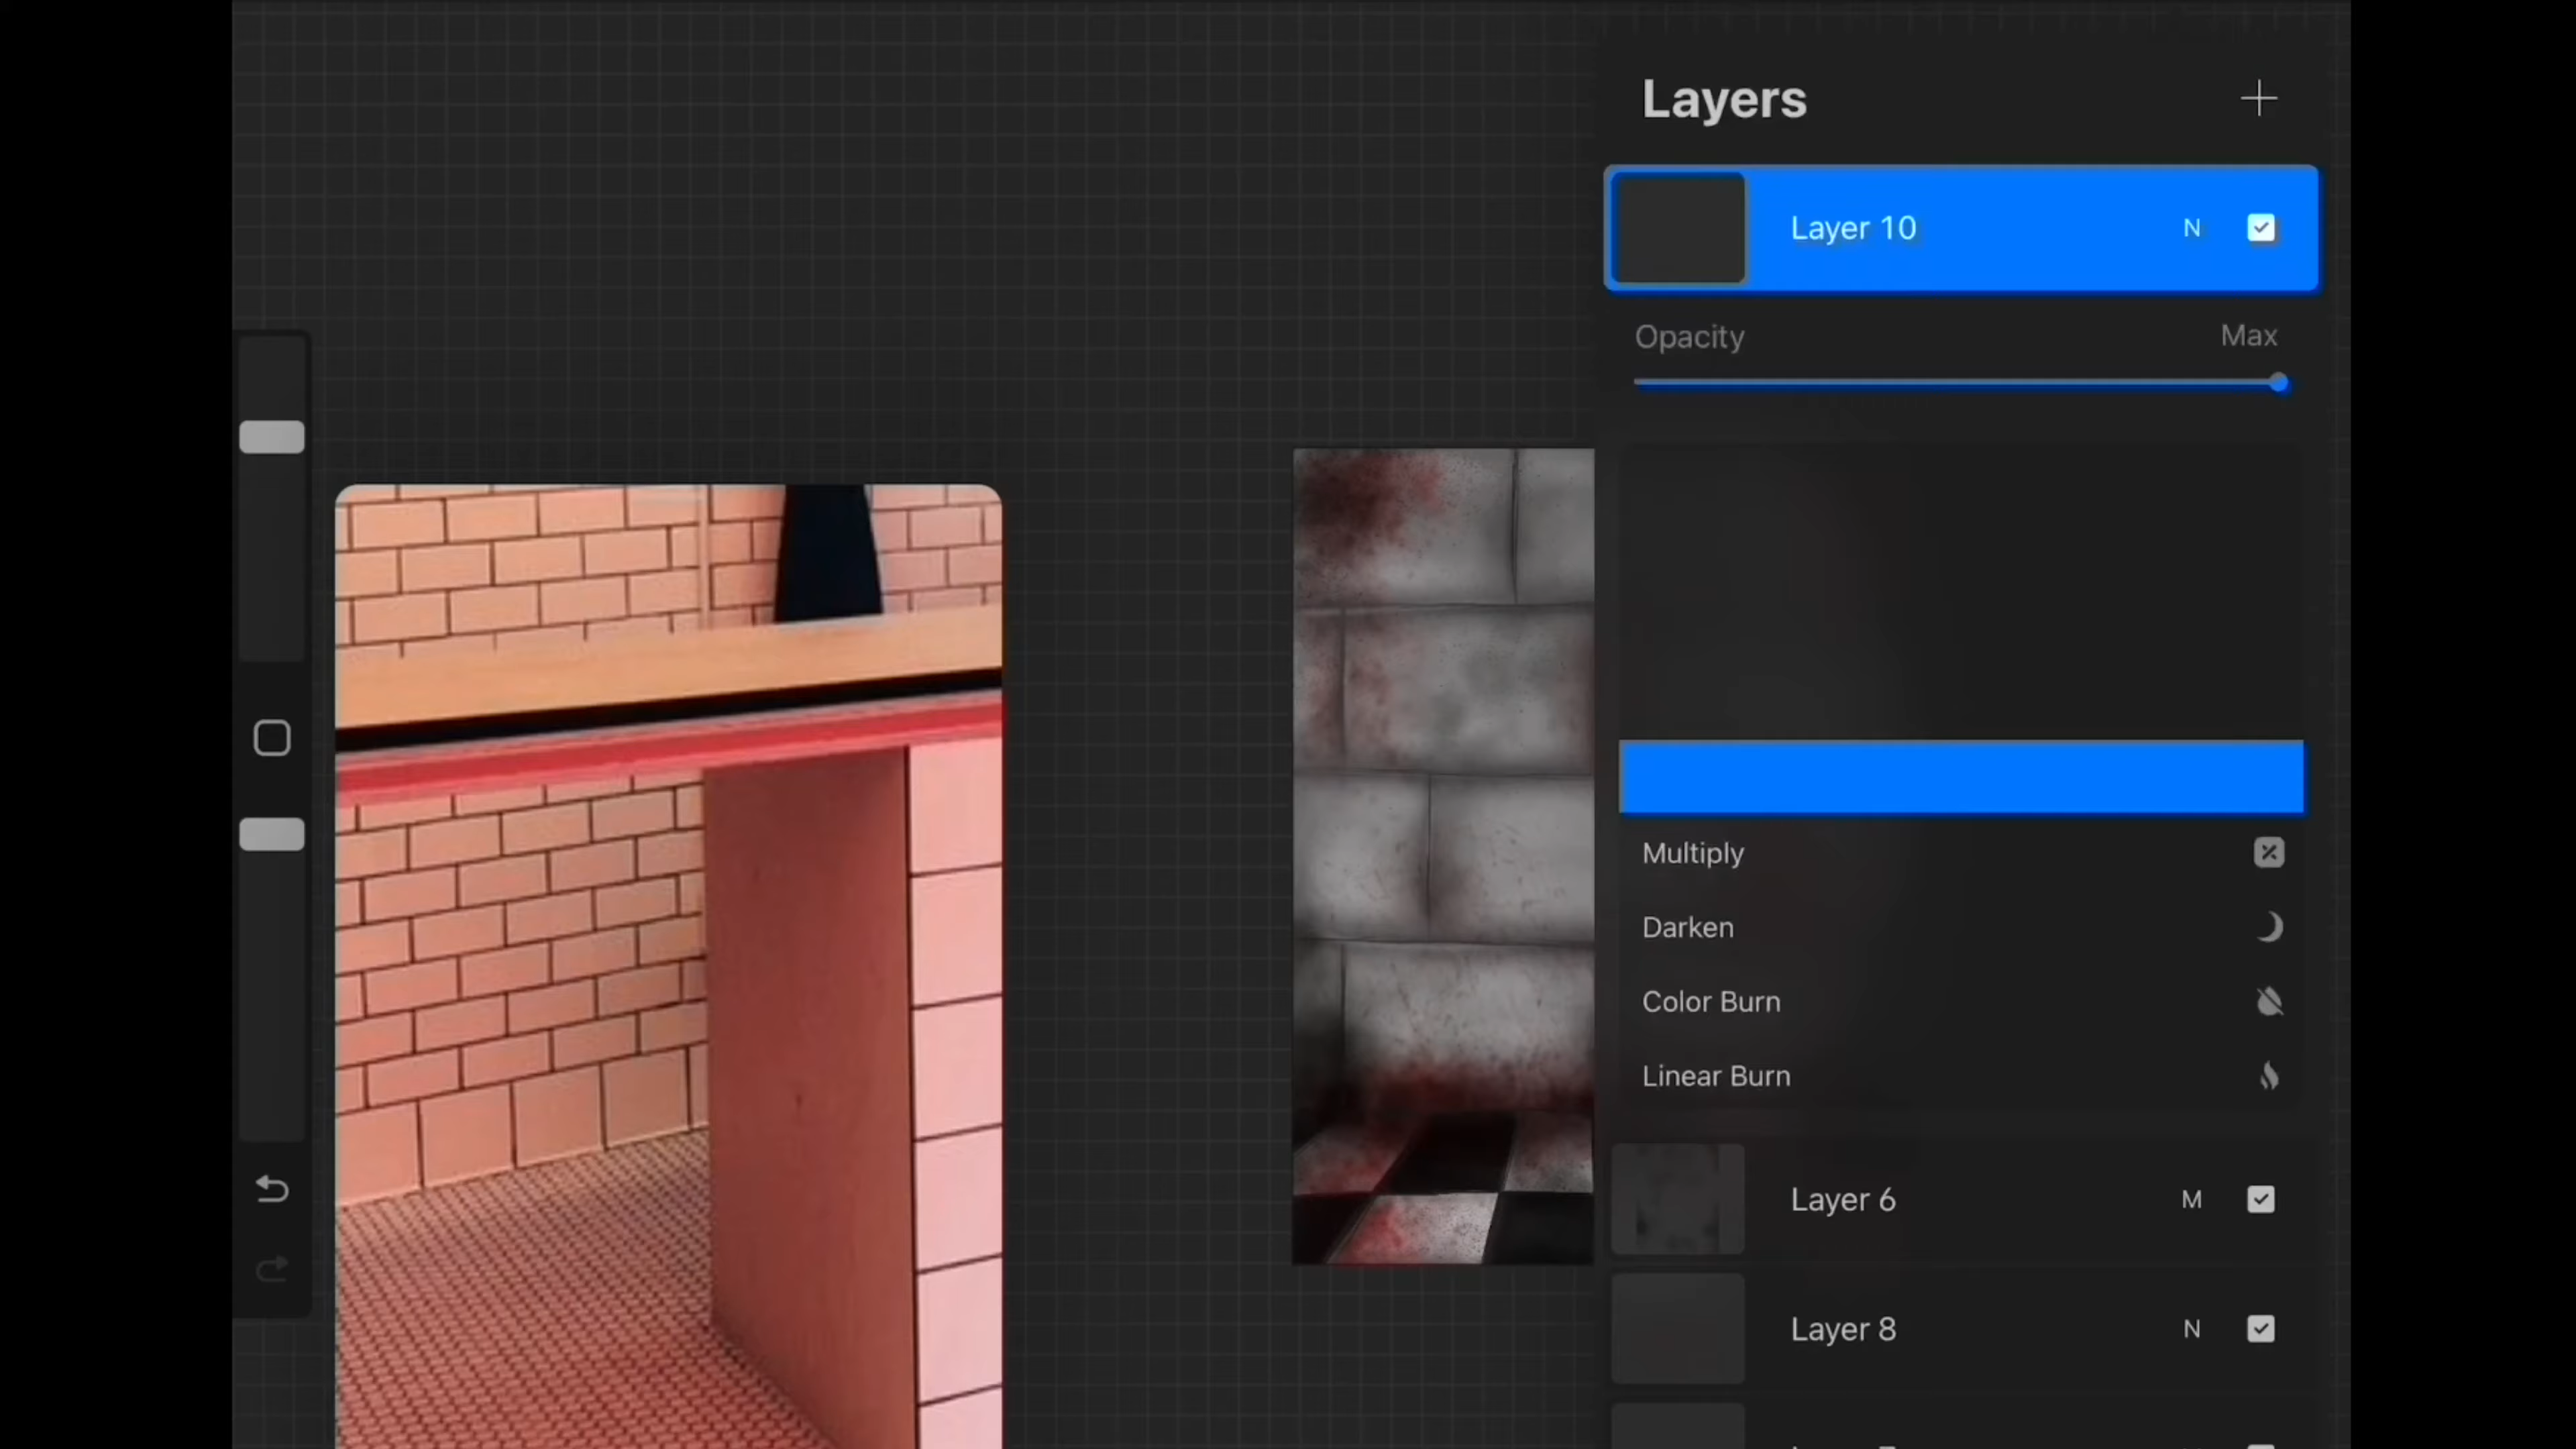 Layers
Layer 10 N
Opacity Max
Multiply
Darken
Color Burn
Linear Burn
Layer 6 M
Layer 8 N